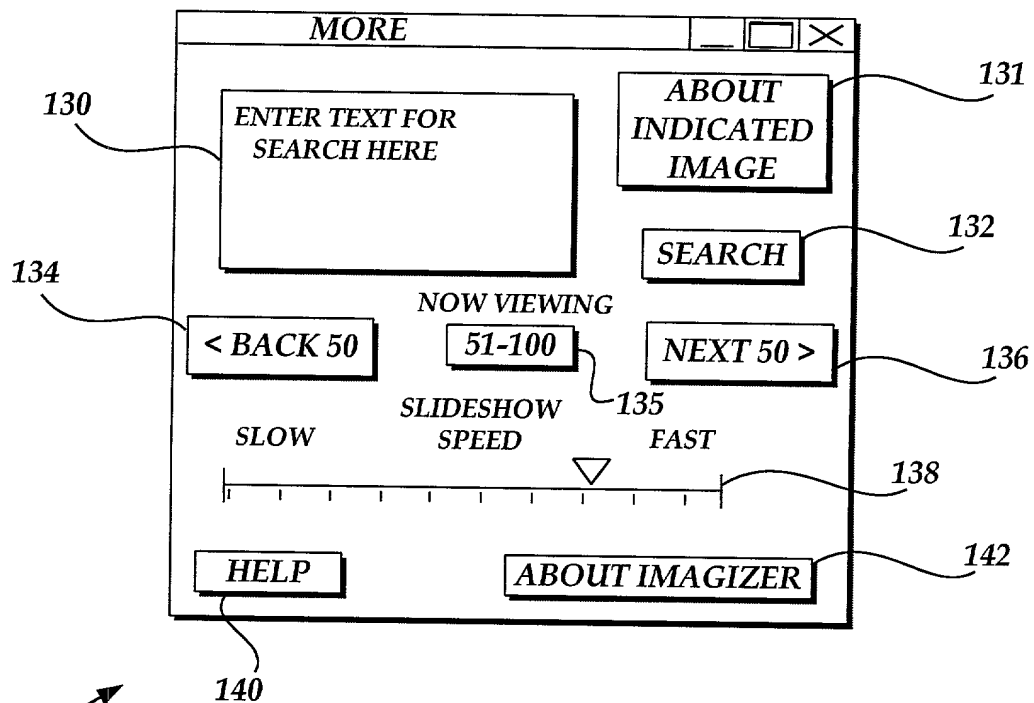 MORE
131
130
ENTER TEXT FOR
SEARCH HERE
ABOUT
INDICATED
IMAGE
132
SEARCH
134
NOW VIEWING
< BACK 50
51-100
NEXT 50 >
136
135
SLIDESHOW
SPEED
SLOW
FAST
138
142
HELP
ABOUT IMAGIZER
140